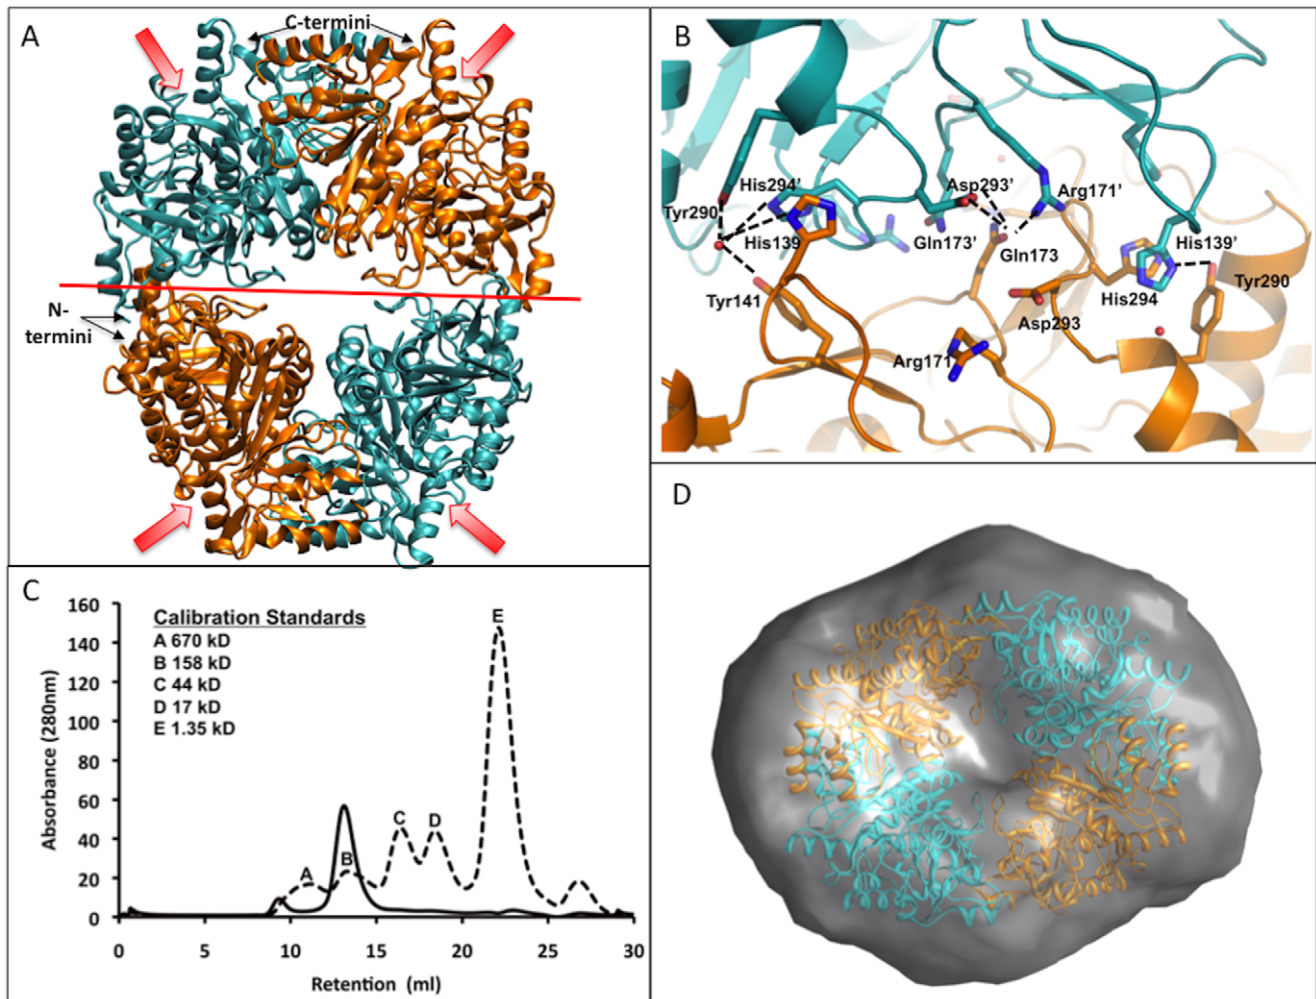 A
C-termini
N-
termini
B
His294’
Tyr290
His139
Asp293’
Arg171’
Gln173’
Gln173
His139’
Tyr290
His294
Tyr141
Asp293
Arg171
C
Calibration Standards
A 670 kD
B 158 kD
C 44 kD
D 17 kD
E 1.35 kD
Absorbance (280nm)
160
140
120
100
80
60
40
20
0
A
B
C
D
E
0
5
10
15
20
25
30
Retention (ml)
D